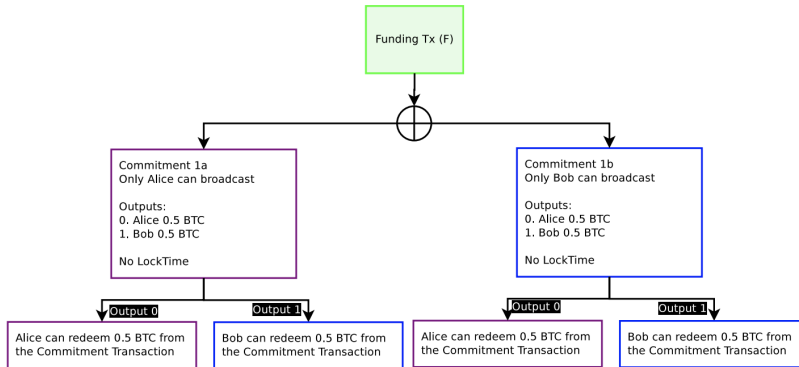 Funding Tx (F)
Commitment 1a
Only Alice can broadcast
Outputs:
0. Alice 0.5 BTC
1. Bob 0.5 BTC
No LockTime
Commitment 1b
Only Bob can broadcast
Outputs:
0. Alice 0.5 BTC
1. Bob 0.5 BTC
No LockTime
Output 0
Output 1
Output 0
Output 1
Alice can redeem 0.5 BTC from
the Commitment Transaction
Bob can redeem 0.5 BTC from
the Commitment Transaction
Alice can redeem 0.5 BTC from
the Commitment Transaction
Bob can redeem 0.5 BTC from
the Commitment Transaction